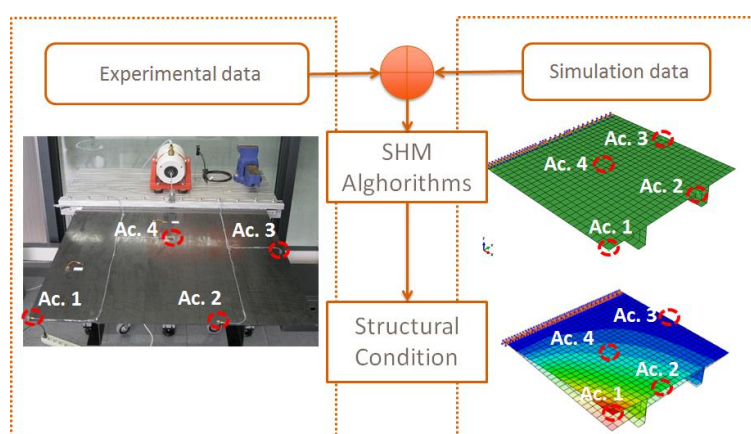 Experimental data
Simulation data
SHM
Alghorithms
Structural
Condition
Ac. 4
Ac. 3
Ac. 1
Ac. 2
Ac. 3
Ac. 4
Ac. 2
Ac. 1
Ac. 3
Ac. 4
Ac. 2
Ac. 1